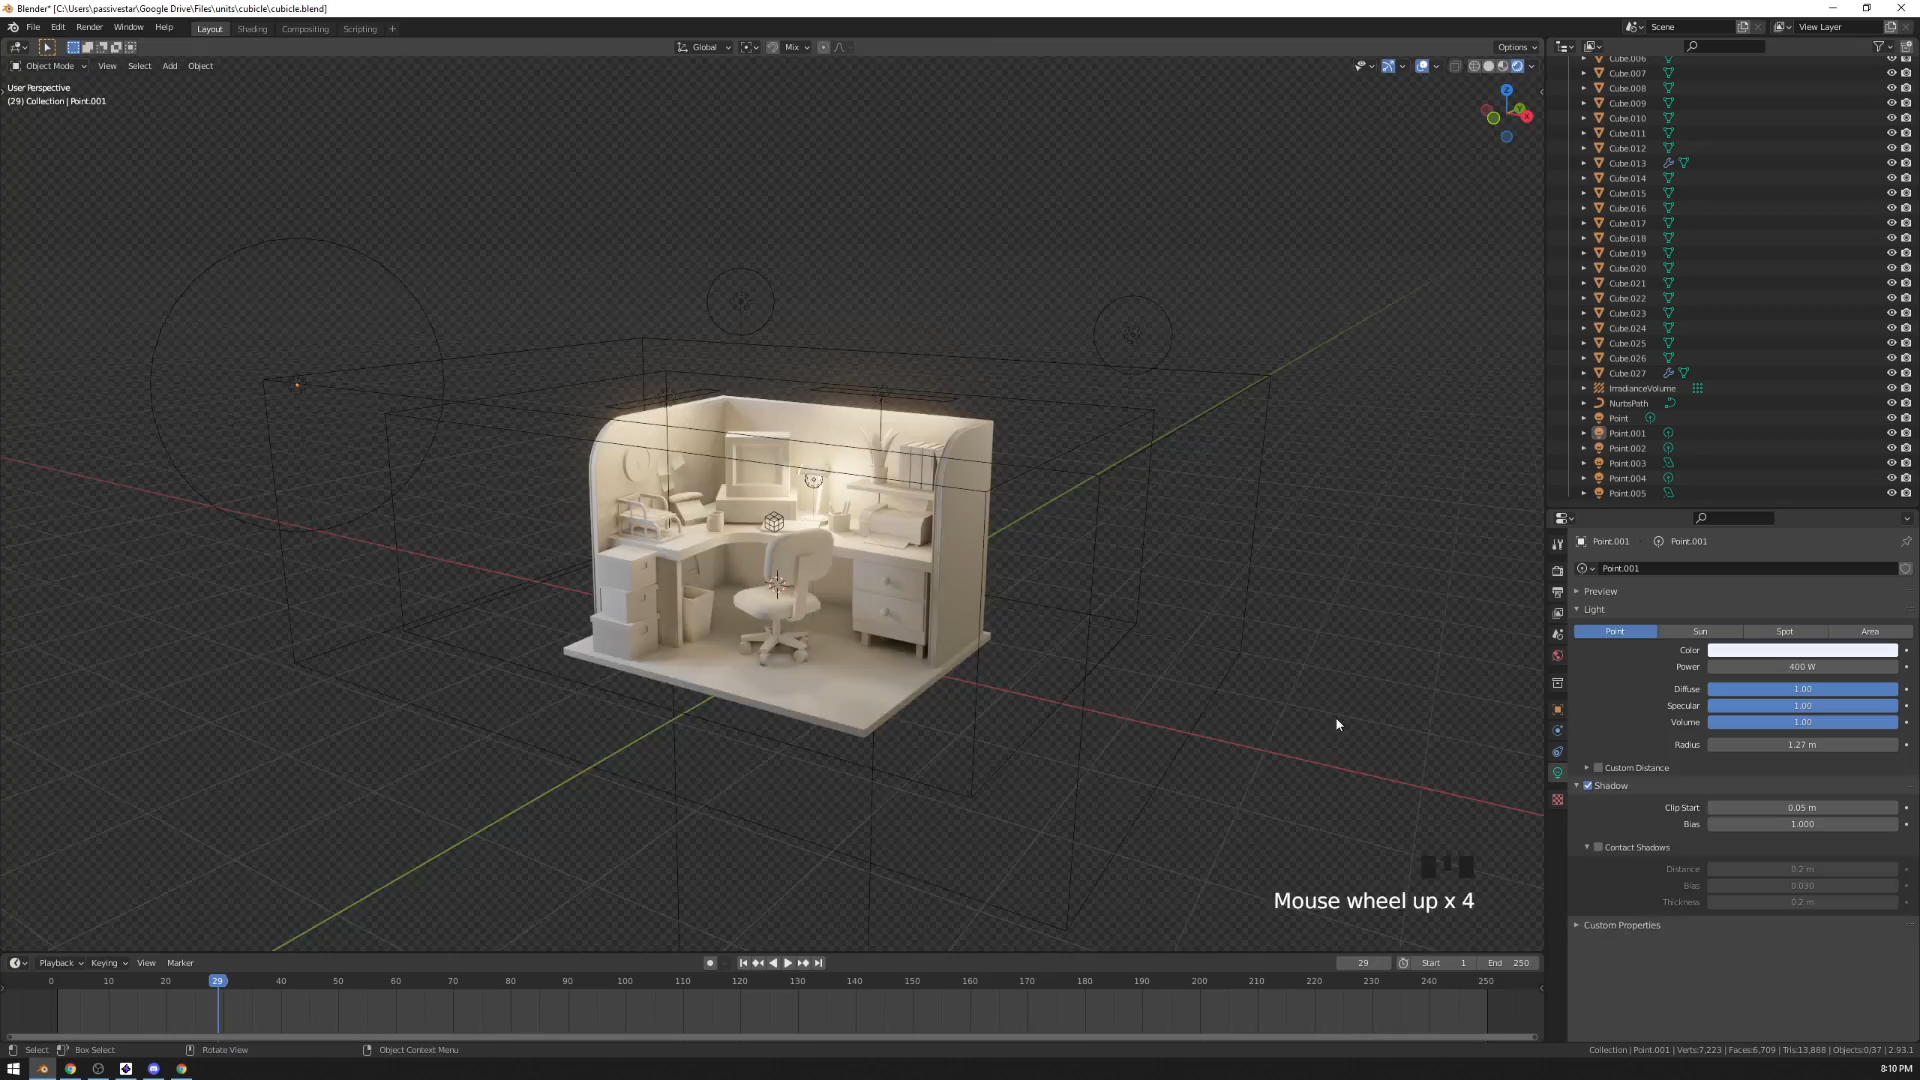 Blender* [C:\Users\passivestar\Google Drive\Files\units\cubicle\cubicle.blend]
File Edit Render Window Help Layout Shading Compositing Scripting + Scene View Layer
Global Mix Options
Object Mode View Select Add Object
User Perspective
(29) Collection | Point.001
Z
Y
X
Cube.006
Cube.007
Cube.008
Cube.009
Cube.010
Cube.011
Cube.012
Cube.013
Cube.014
Cube.015
Cube.016
Cube.017
Cube.018
Cube.019
Cube.020
Cube.021
Cube.022
Cube.023
Cube.024
Cube.025
Cube.026
Cube.027
IrradianceVolume
NurbsPath
Point
Point.001
Point.002
Point.003
Point.004
Point.005
Point.001 Point.001
Point.001
Preview
Light
Point Sun Spot Area
Color
Power 400 W
Diffuse 1.00
Specular 1.00
Volume 1.00
Radius 1.27 m
Custom Distance
Shadow
Clip Start 0.05 m
Bias 1.000
Contact Shadows
Distance 0.2 m
Bias 0.030
Thickness 0.2 m
Custom Properties
Mouse wheel up x 4
Playback Keying View Marker 29 Start 1 End 250
0 10 20 29 40 50 60 70 80 90 100 110 120 130 140 150 160 170 180 190 200 210 220 230 240 250
Select Box Select Rotate View Object Context Menu Collection | Point.001 | Verts:7,223 | Faces:6,709 | Tris:13,888 | Objects:0/37 | 2.93.1
8:10 PM